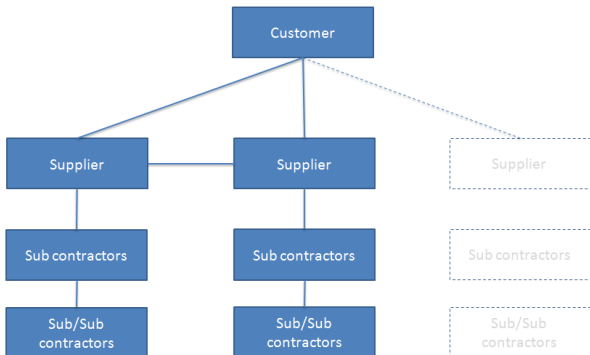 Customer
Supplier
Supplier
Supplier
Sub contractors
Sub contractors
Sub contractors
Sub/Sub
contractors
Sub/Sub
contractors
Sub/Sub
contractors